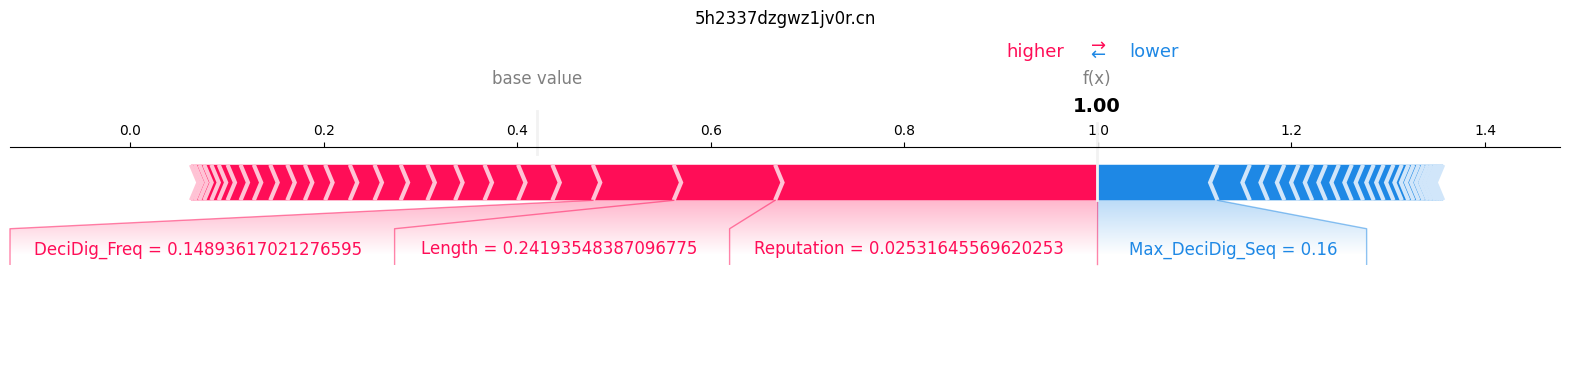 5h2337dzgwz1jv0r.cn
higher → ← lower
base value f(x)
1.00
0.0 0.2 0.4 0.6 0.8 1.0 1.2 1.4
DeciDig_Freq = 0.14893617021276595 Length = 0.24193548387096775 Reputation = 0.02531645569620253 Max_DeciDig_Seq = 0.16